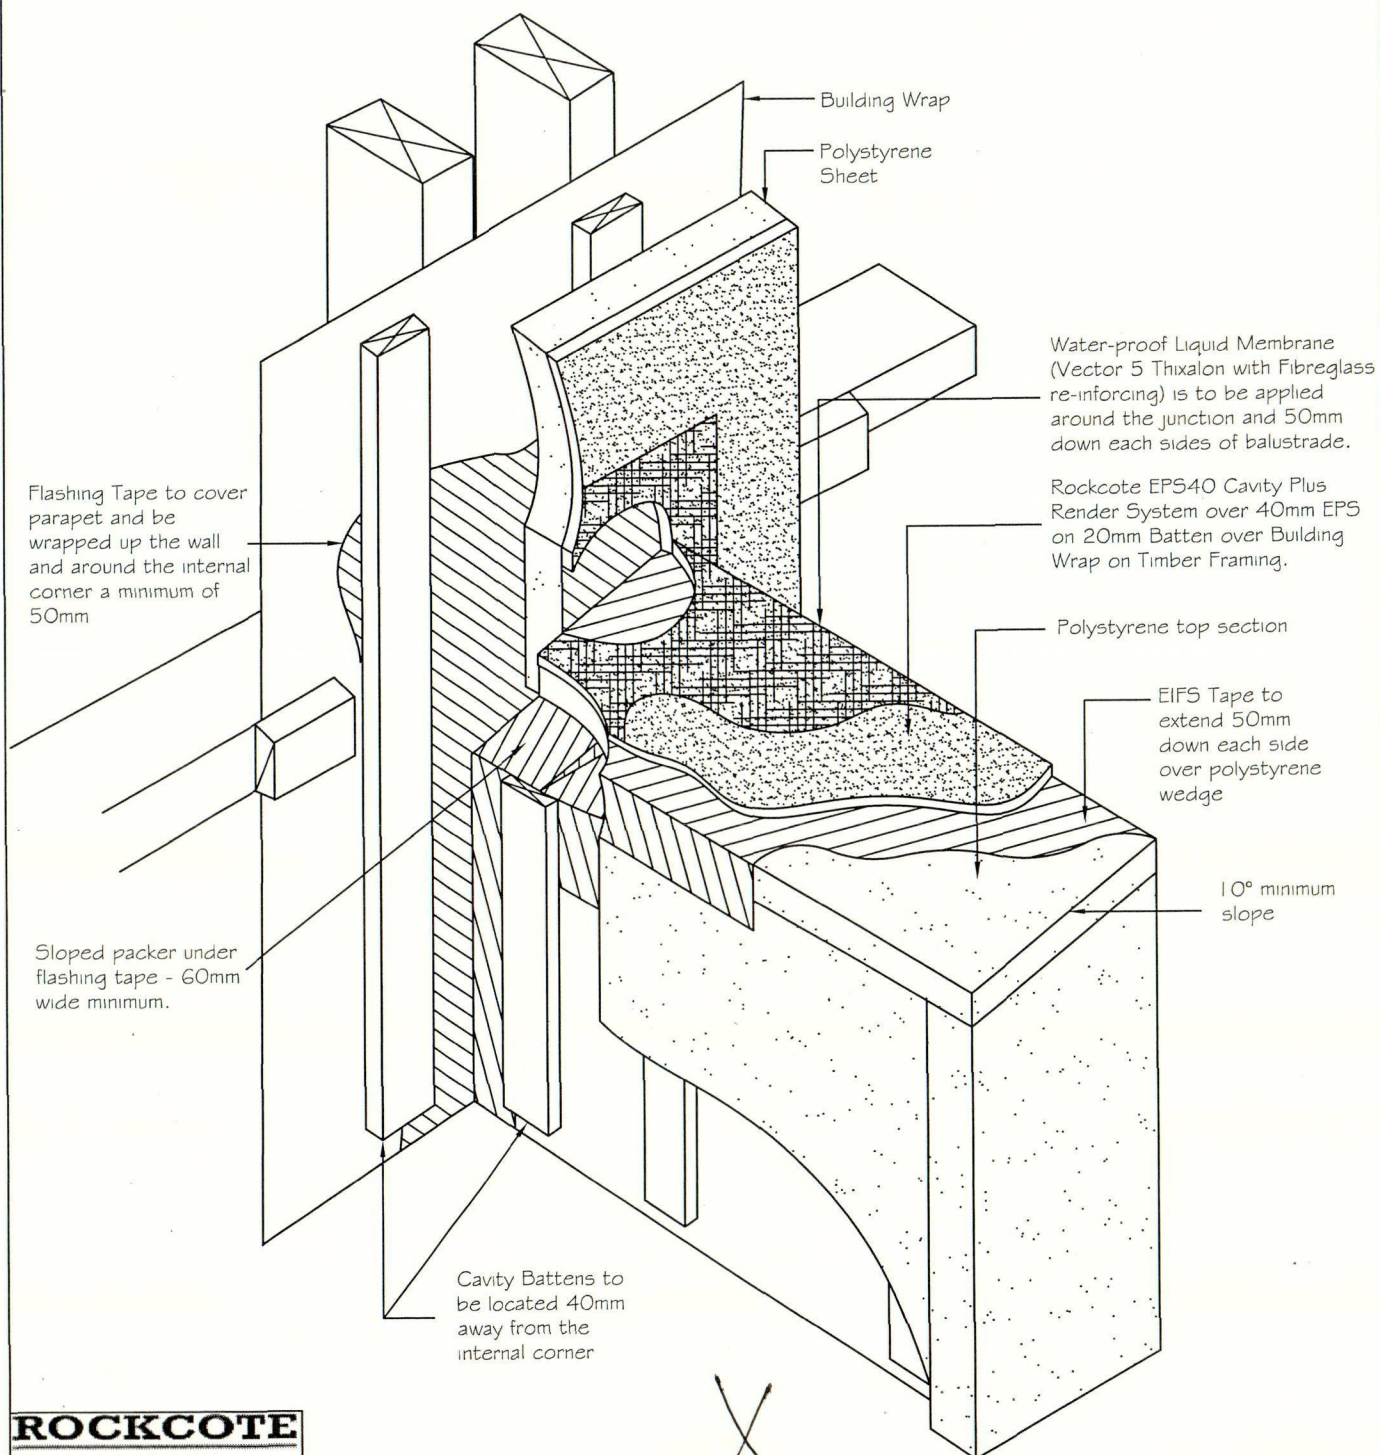 Building Wrap
Polystyrene
Sheet
Water-proof Liquid Membrane
(Vector 5 Thixalon with Fibreglass
re-inforcing) is to be applied
around the junction and 50mm
down each sides of balustrade.
Flashing Tape to cover
parapet and be
wrapped up the wall
and around the internal
corner a minimum of
50mm
Rockcote EPS40 Cavity Plus
Render System over 40mm EPS
on 20mm Batten over Building
Wrap on Timber Framing.
Polystyrene top section
EIFS Tape to
extend 50mm
down each side
over polystyrene
wedge
10° minimum
slope
Sloped packer under
flashing tape - 60mm
wide minimum.
Cavity Battens to
be located 40mm
away from the
internal corner
ROCKCOTE